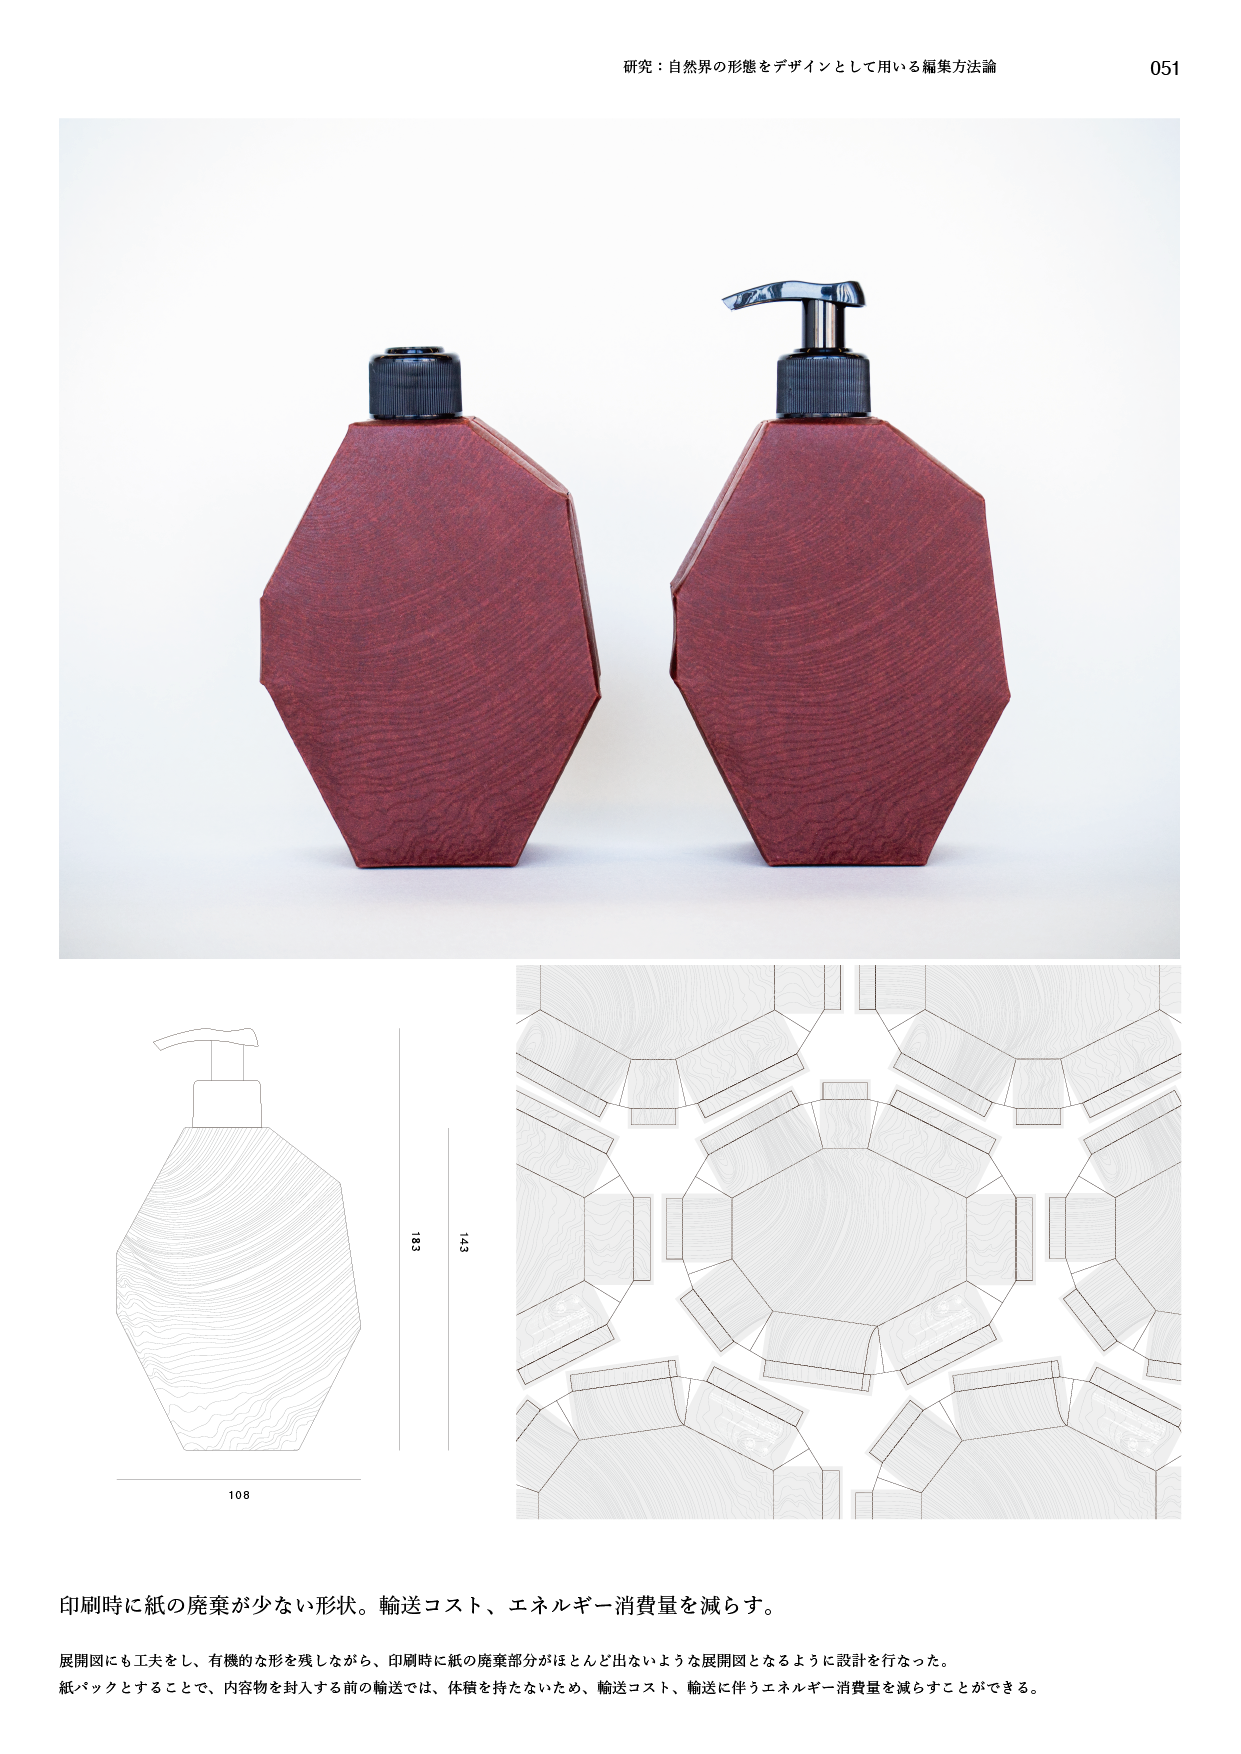 研究：自然界の形態をデザインとして用いる編集方法論
051
183
143
108
印刷時に紙の廃棄が少ない形状。輸送コスト、エネルギー消費量を減らす。
展開図にも工夫をし、有機的な形を残しながら、印刷時に紙の廃棄部分がほとんど出ないような展開図となるように設計を行なった。
紙パックとすることで、内容物を封入する前の輸送では、体積を持たないため、輸送コスト、輸送に伴うエネルギー消費量を減らすことができる。